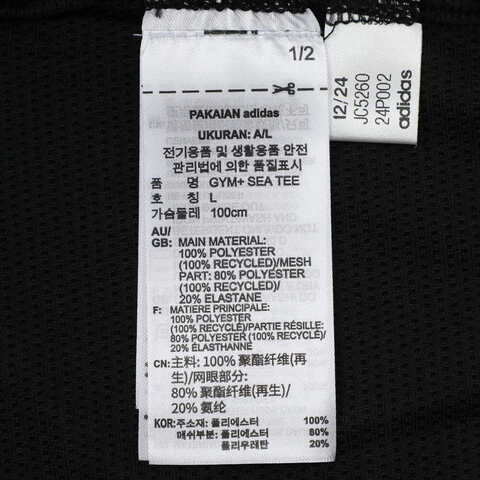 1/2
PAKAIAN adidas
UKURAN: A/L
전기용품 및 생활용품 안전
관리법에 의한 품질표시
품 명 GYM+ SEA TEE
호 칭 L
가슴둘레 100cm
AU/
GB: MAIN MATERIAL:
100% POLYESTER
(100% RECYCLED)/MESH
PART: 80% POLYESTER
(100% RECYCLED)/
20% ELASTANE
F: MATIERE PRINCIPALE:
100% POLYESTER
(100% RECYCLÉ)/PARTIE RÉSILLE:
80% POLYESTER (100% RECYCLÉ)
/20% ÉLASTHANNE
CN: 主料: 100% 聚酯纤维(再
生)/网眼部分:
80% 聚酯纤维(再生)/
20% 氨纶
KOR: 주소재: 폴리에스터 100%
매쉬부분: 폴리에스터 80%
폴리우레탄 20%
12/24
JC5260
24P002
adidas